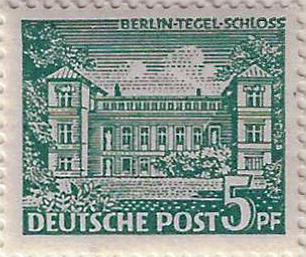 BERLIN-TEGEL-SCHLOSS
DEUTSCHE POST 5 PF